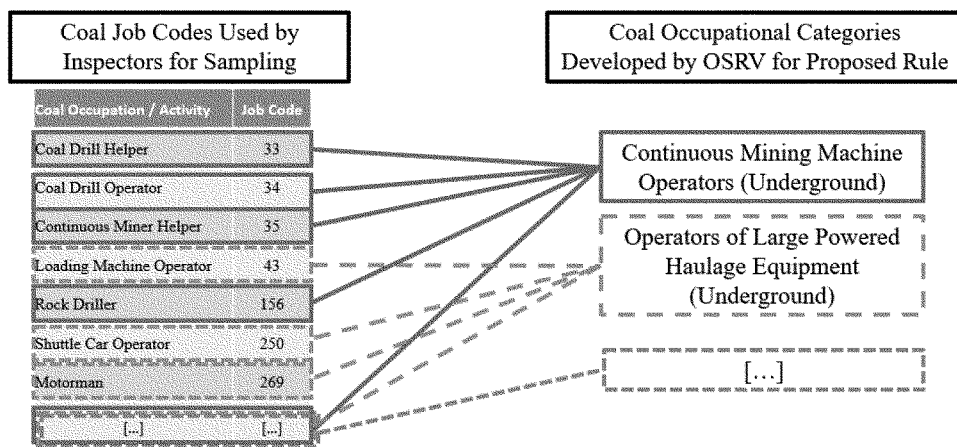 Coal Job Codes Used by
Inspectors for Sampling
Coal Occupational Categories
Developed by OSRV for Proposed Rule
Coal Occupation / Activity Job Code
Coal Drill Helper 33
Coal Drill Operator 34
Continuous Miner Helper 35
Loading Machine Operator 43
Rock Driller 156
Shuttle Car Operator 250
Motorman 269
[...] [...]
Continuous Mining Machine
Operators (Underground)
Operators of Large Powered
Haulage Equipment
(Underground)
[...]